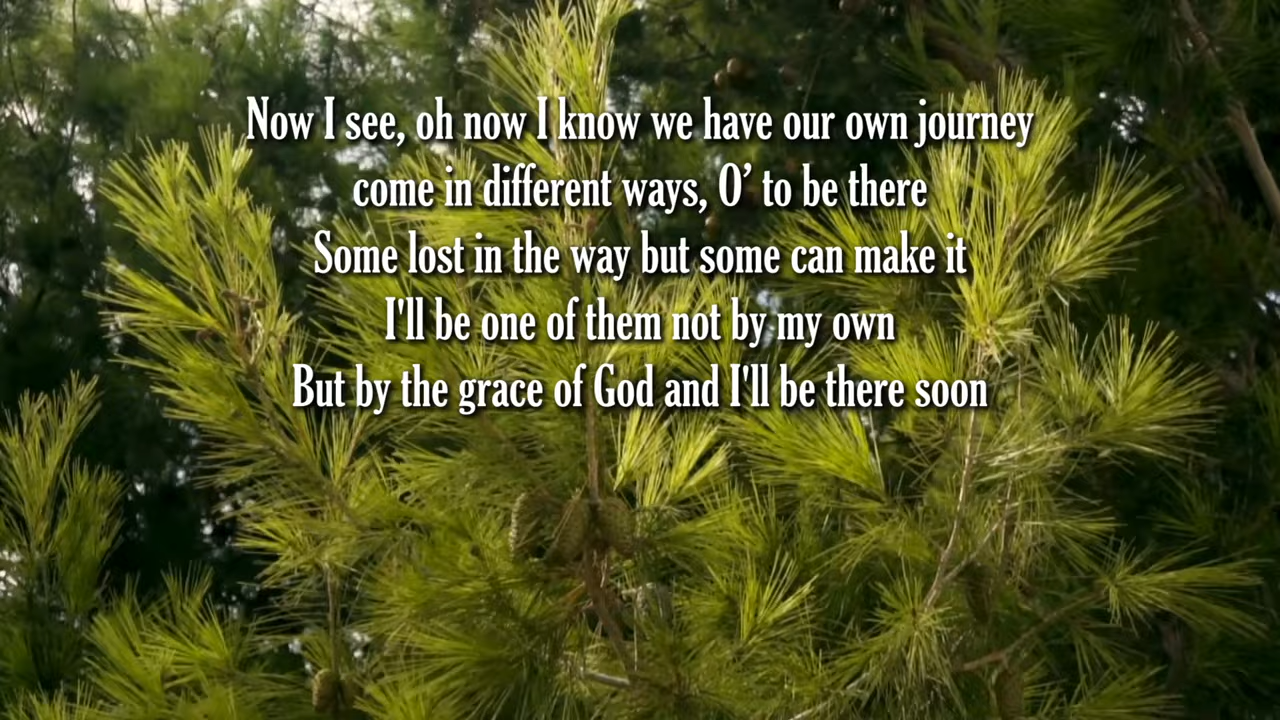 Now I see, oh now I know we have our own journey
come in different ways, O’ to be there
Some lost in the way but some can make it
I'll be one of them not by my own
But by the grace of God and I'll be there soon